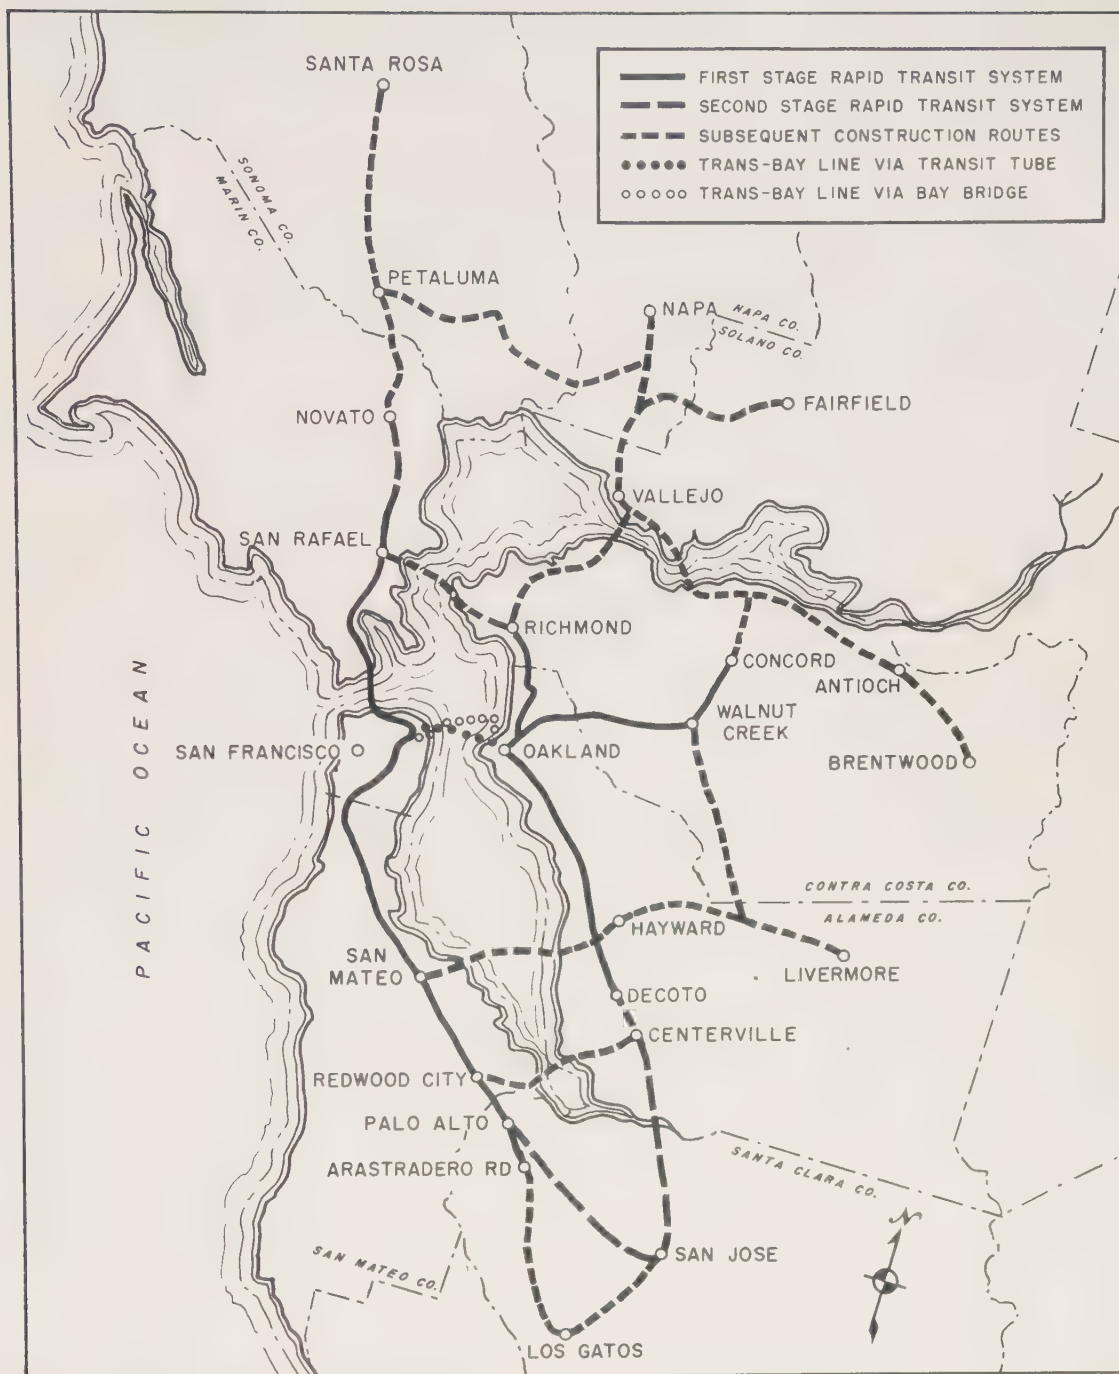 SANTA ROSA
FIRST STAGE RAPID TRANSIT SYSTEM
SECOND STAGE RAPID TRANSIT SYSTEM
SUBSEQUENT CONSTRUCTION ROUTES
TRANS-BAY LINE VIA TRANSIT TUBE
TRANS-BAY LINE VIA BAY BRIDGE
SONOMA CO.
MARIN CO.
PETALUMA
NAPA
NAPA CO.
SOLANO CO.
NOVATO
FAIRFIELD
VALLEJO
SAN RAFAEL
RICHMOND
CONCORD
ANTIOCH
WALNUT
CREEK
SAN FRANCISCO
OAKLAND
BRENTWOOD
PACIFIC OCEAN
CONTRA COSTA CO.
ALAMEDA CO.
HAYWARD
SAN
MATEO
LIVERMORE
DECOTO
CENTERVILLE
REDWOOD CITY
PALO ALTO
ARASTRADERO RD
SANTA CLARA CO.
N
SAN MATEO CO.
SAN JOSE
LOS GATOS